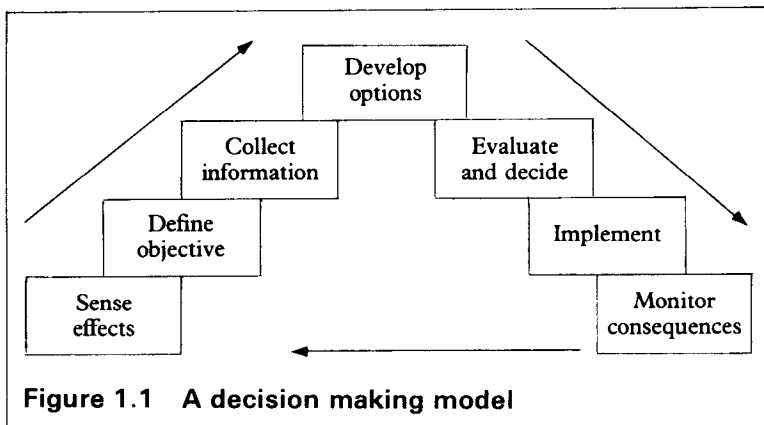 Develop
options
Collect
information
Evaluate
and decide
Define
objective
Implement
Sense
effects
Monitor
consequences
Figure 1.1 A decision making model